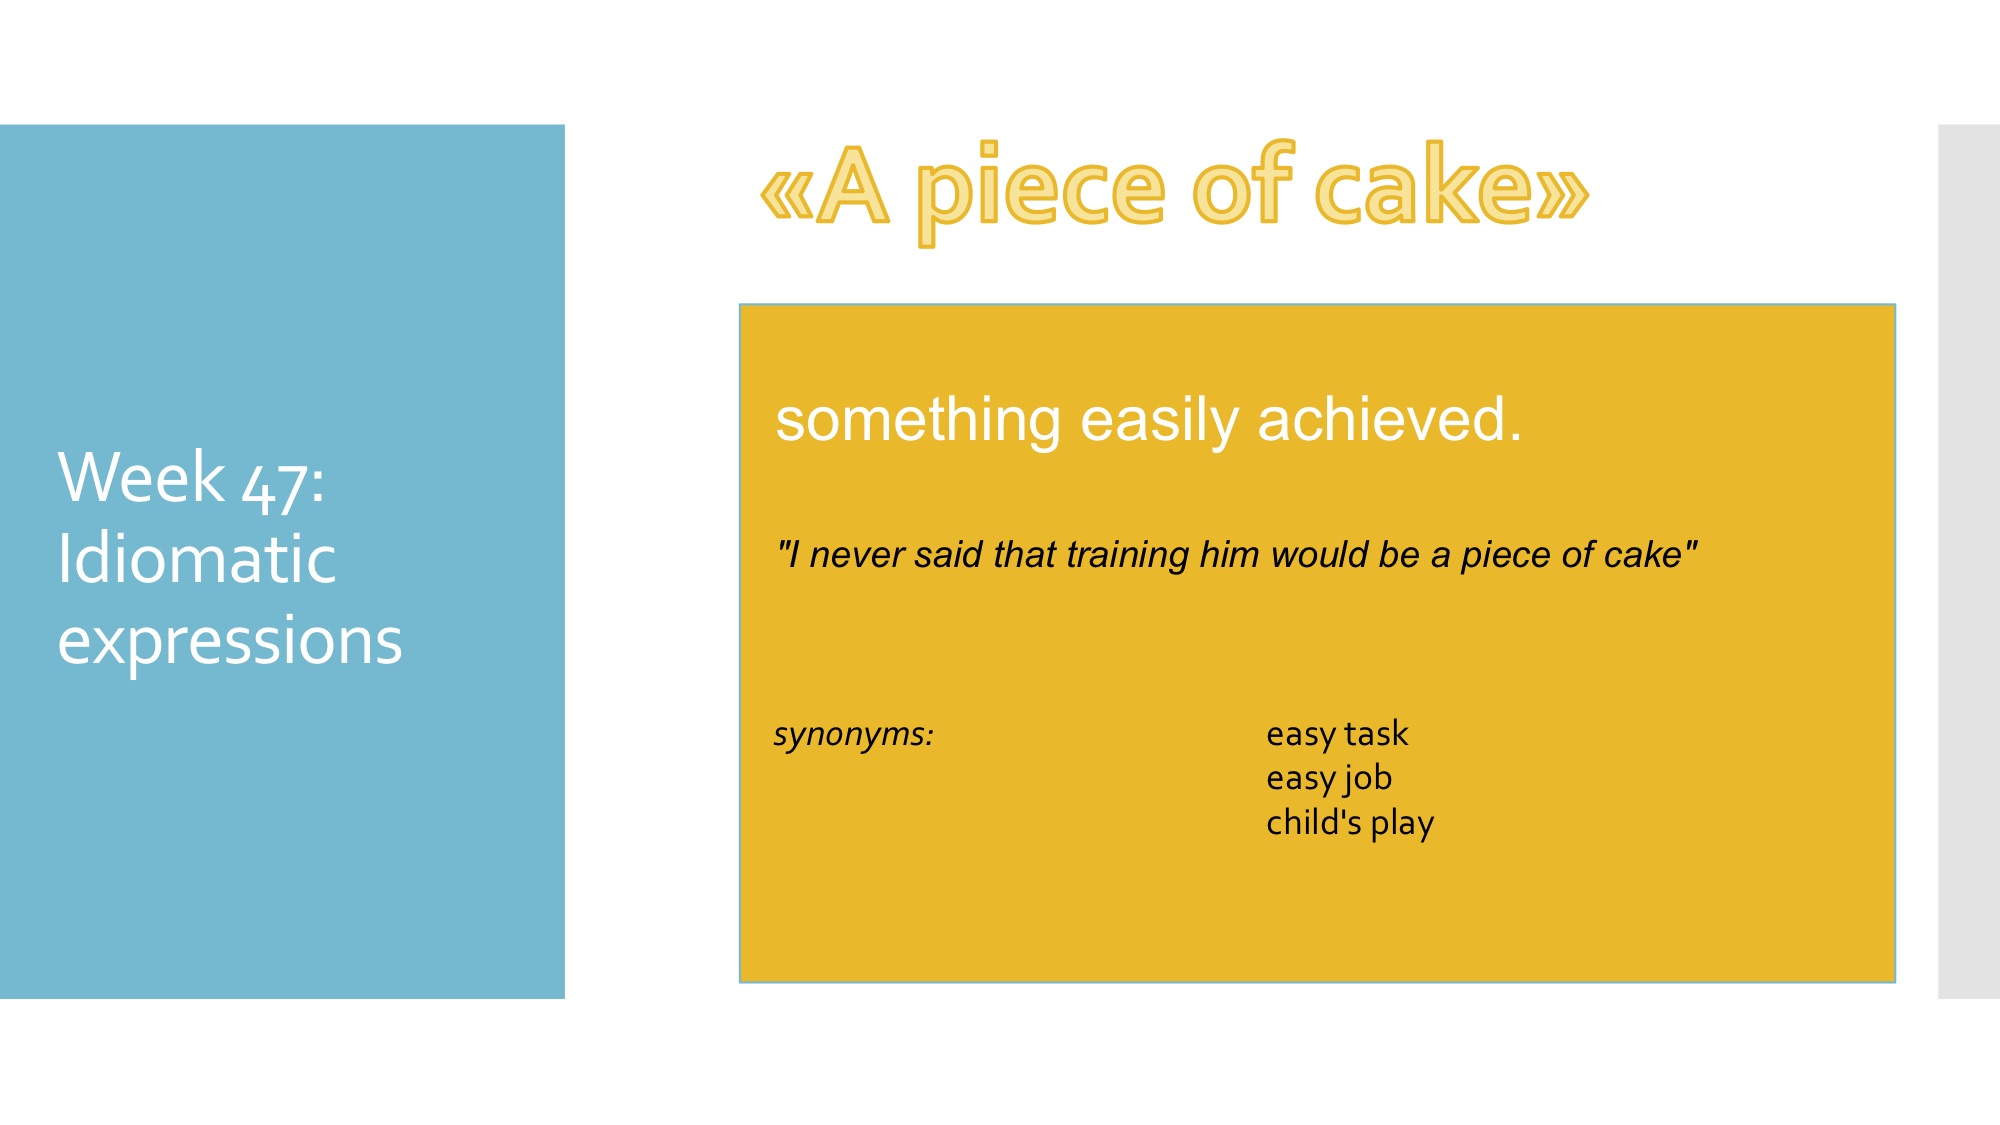 Week 47:
Idiomatic
expressions
«A piece of cake»
something easily achieved.
"I never said that training him would be a piece of cake"
synonyms:
easy task
easy job
child's play